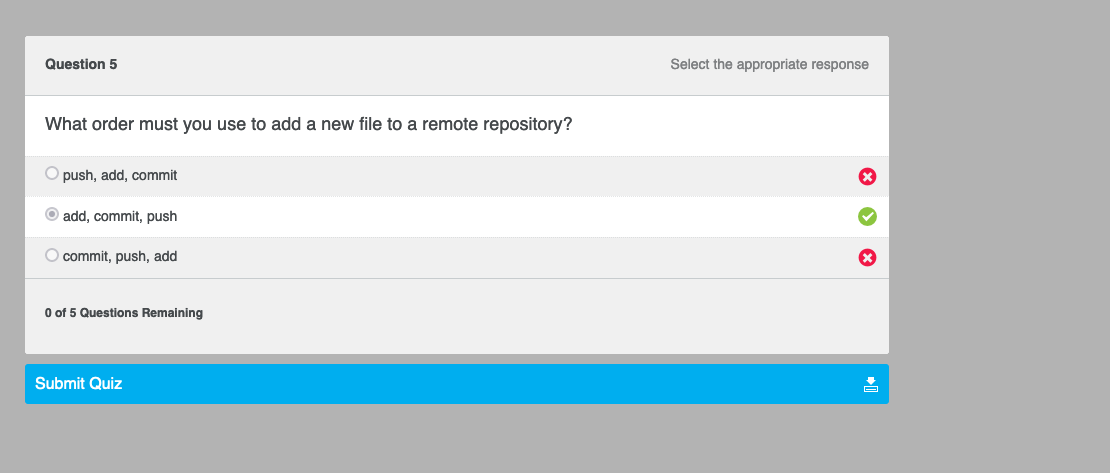 Question 5
Select the appropriate response
What order must you use to add a new file to a remote repository?
push, add, commit
add, commit, push
commit, push, add
0 of 5 Questions Remaining
Submit Quiz